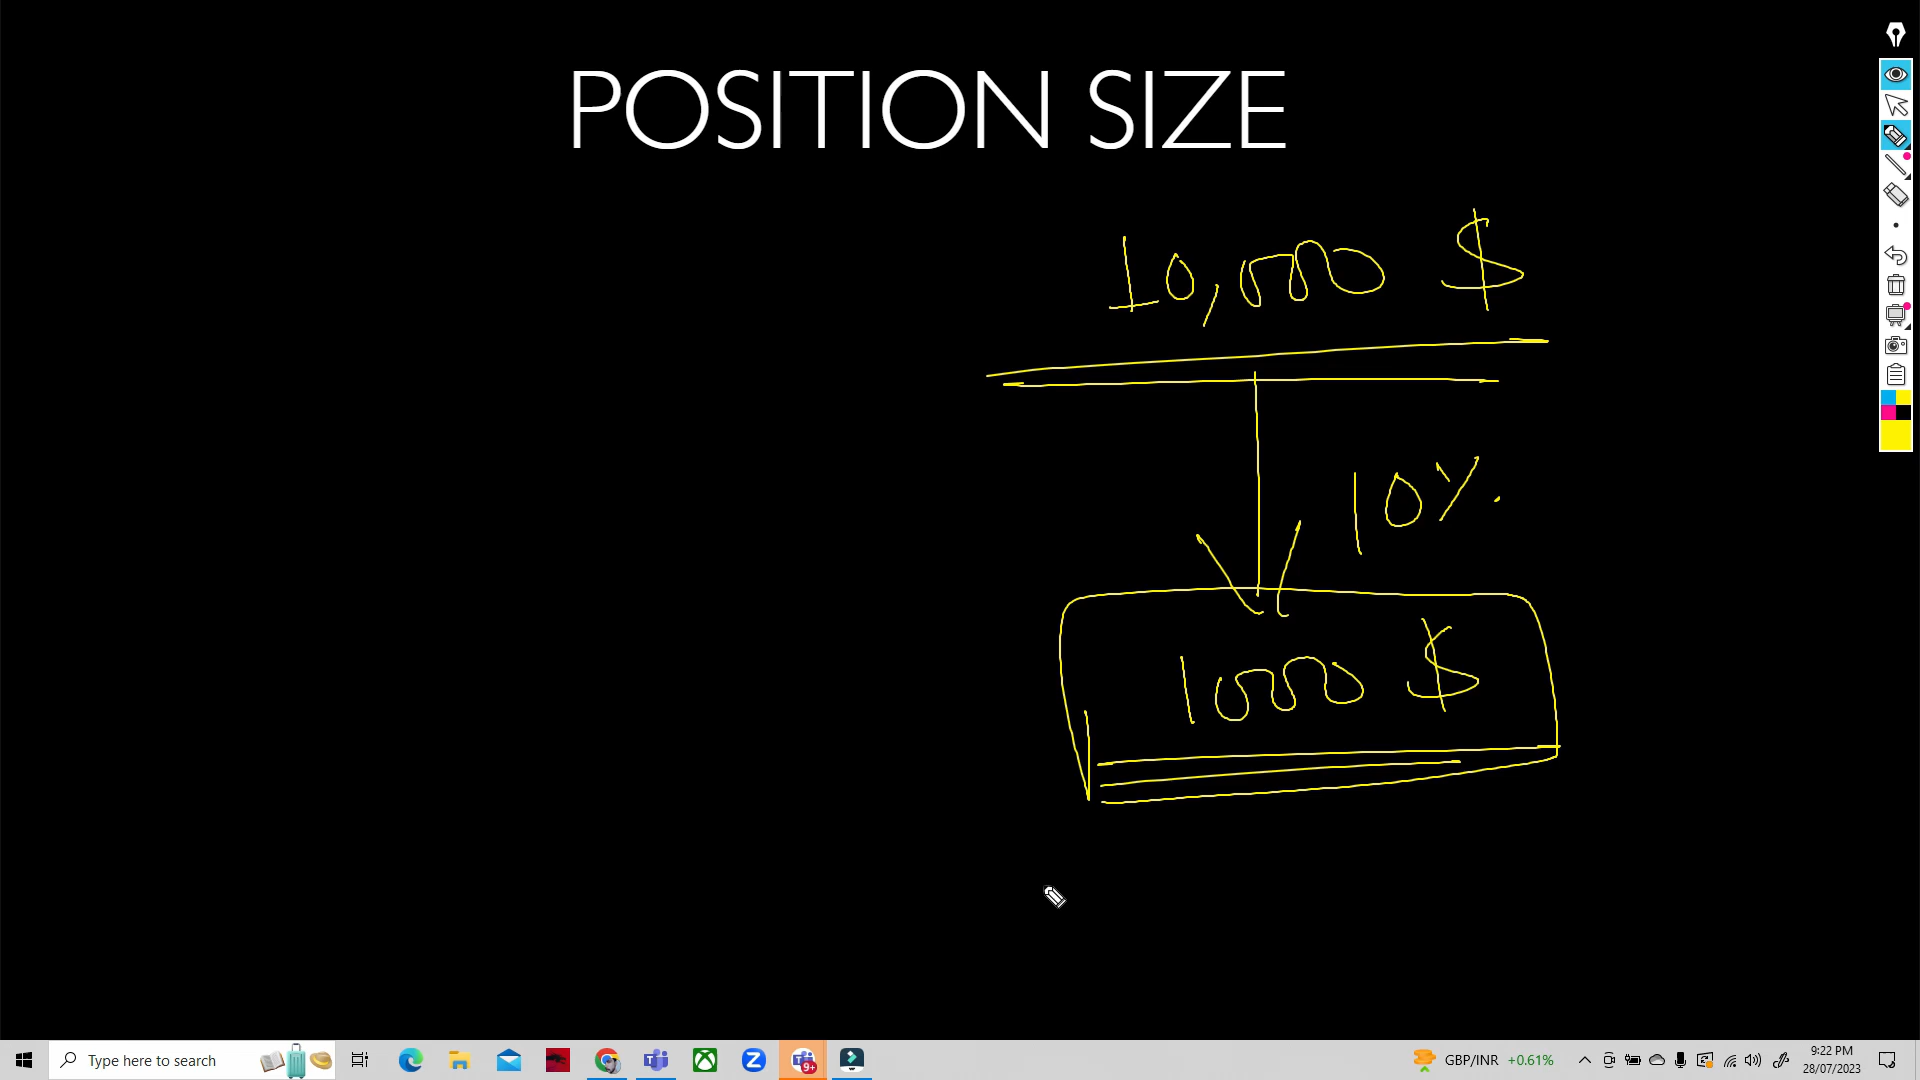 POSITION SIZE
10,000 $
10%
1000 $
Type here to search
9+
GBP/INR +0.61%
9:22 PM
28/07/2023